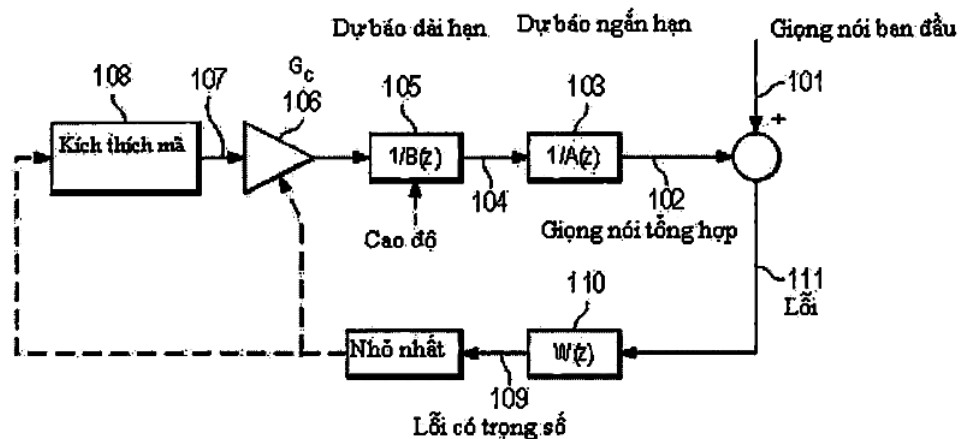 Dự báo dài hạn
Dự báo ngắn hạn
Giọng nói ban đầu
108
107
G_c
106
105
103
101
+
Kích thích mã
1/B(z)
1/A(z)
104
102
Cao độ
Giọng nói tổng hợp
110
111
Lỗi
Nhỏ nhất
W(z)
109
Lỗi có trọng số